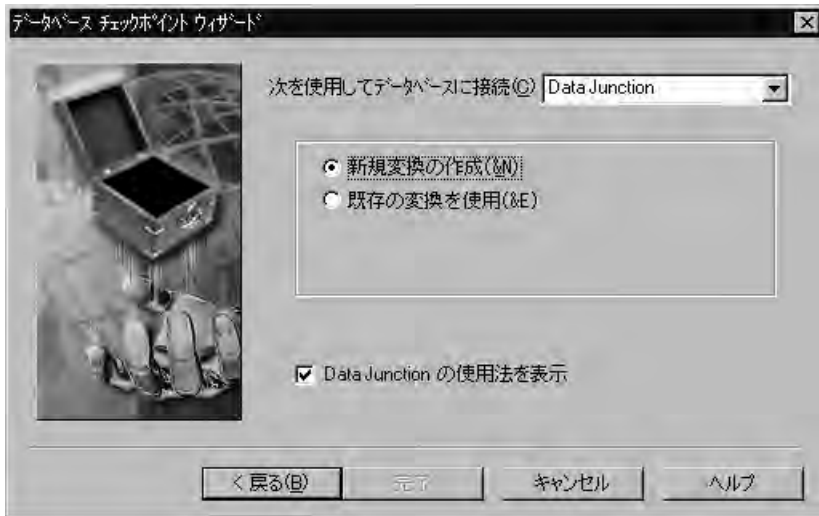 データベース チェックポイント ウィザード
次を使用してデータベースに接続(C) Data Junction
新規変換の作成(&N)
既存の変換を使用(&E)
Data Junction の使用法を表示
< 戻る(B) 完了 キャンセル ヘルプ